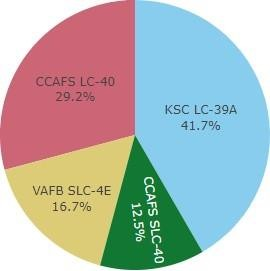 CCAFS LC-40
29.2%
KSC LC-39A
41.7%
VAFB SLC-4E
16.7%
CCAFS SLC-40
12.5%